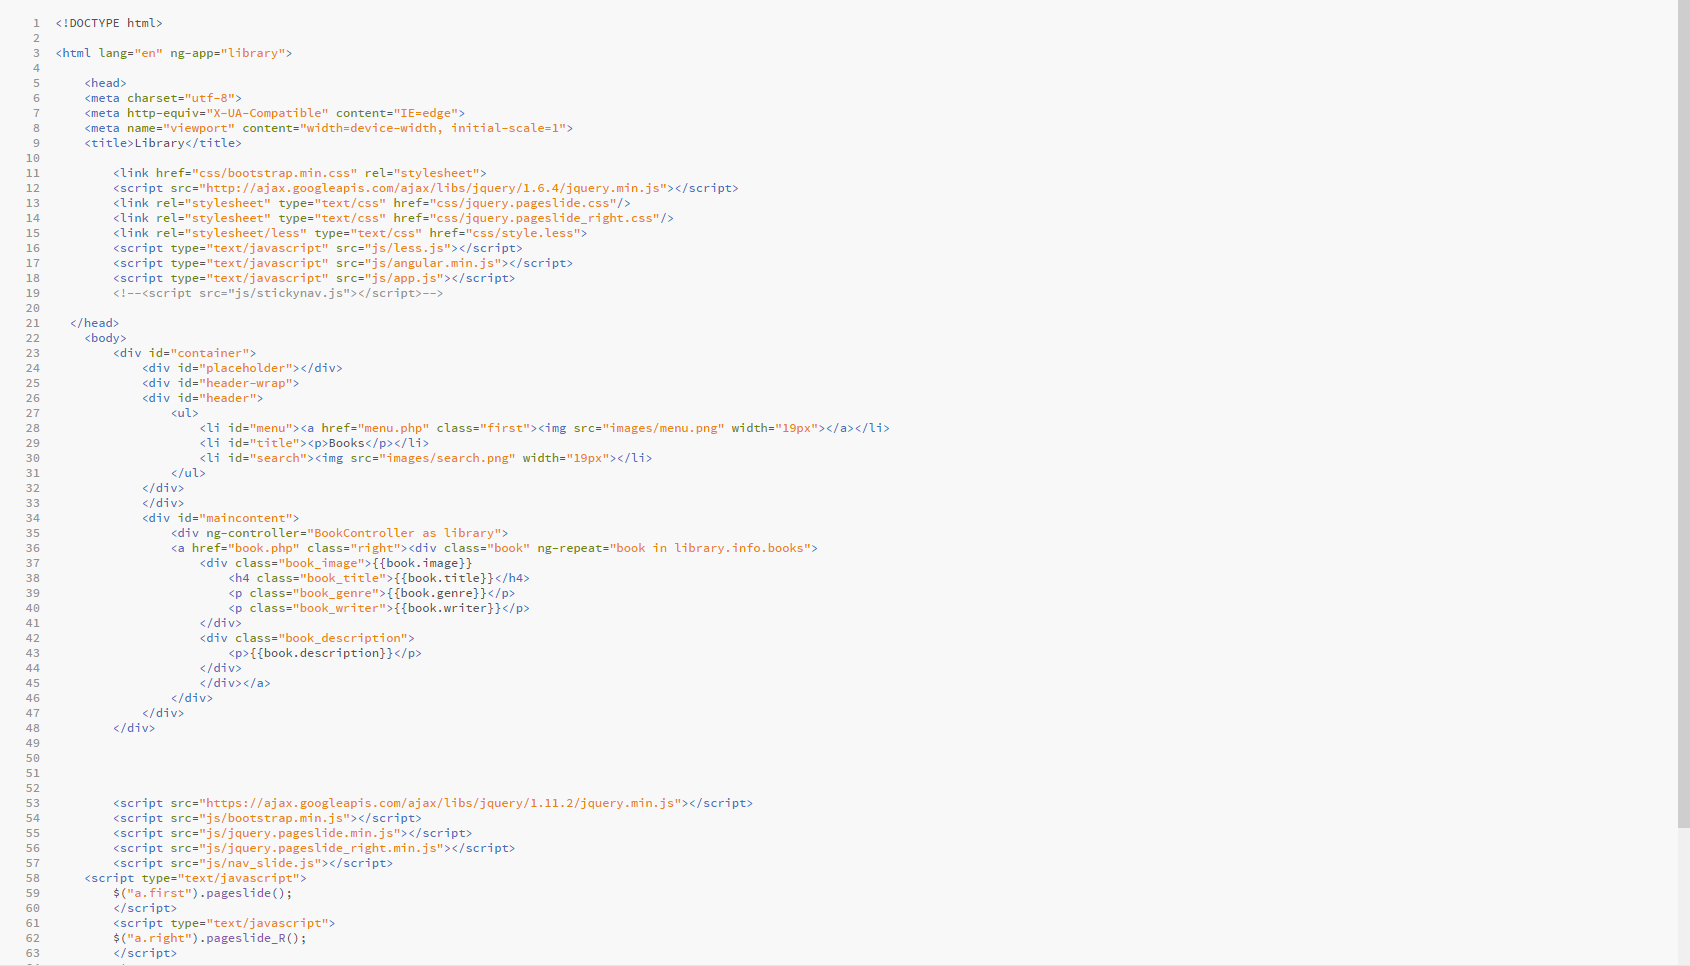 1 <!DOCTYPE html>
2
3 <html lang="en" ng-app="library">
4
5 <head>
6 <meta charset="utf-8">
7 <meta http-equiv="X-UA-Compatible" content="IE=edge">
8 <meta name="viewport" content="width=device-width, initial-scale=1">
9 <title>Library</title>
10
11 <link href="css/bootstrap.min.css" rel="stylesheet">
12 <script src="http://ajax.googleapis.com/ajax/libs/jquery/1.6.4/jquery.min.js"></script>
13 <link rel="stylesheet" type="text/css" href="css/jquery.pageslide.css"/>
14 <link rel="stylesheet" type="text/css" href="css/jquery.pageslide_right.css"/>
15 <link rel="stylesheet/less" type="text/css" href="css/style.less">
16 <script type="text/javascript" src="js/less.js"></script>
17 <script type="text/javascript" src="js/angular.min.js"></script>
18 <script type="text/javascript" src="js/app.js"></script>
19 <!--<script src="js/stickynav.js"></script>-->
20
21 </head>
22 <body>
23 <div id="container">
24 <div id="placeholder"></div>
25 <div id="header-wrap">
26 <div id="header">
27 <ul>
28 <li id="menu"><a href="menu.php" class="first"><img src="images/menu.png" width="19px"></a></li>
29 <li id="title"><p>Books</p></li>
30 <li id="search"><img src="images/search.png" width="19px"></li>
31 </ul>
32 </div>
33 </div>
34 <div id="maincontent">
35 <div ng-controller="BookController as library">
36 <a href="book.php" class="right"><div class="book" ng-repeat="book in library.info.books">
37 <div class="book_image">{{book.image}}
38 <h4 class="book_title">{{book.title}}</h4>
39 <p class="book_genre">{{book.genre}}</p>
40 <p class="book_writer">{{book.writer}}</p>
41 </div>
42 <div class="book_description">
43 <p>{{book.description}}</p>
44 </div>
45 </div></a>
46 </div>
47 </div>
48 </div>
49
50
51
52
53 <script src="https://ajax.googleapis.com/ajax/libs/jquery/1.11.2/jquery.min.js"></script>
54 <script src="js/bootstrap.min.js"></script>
55 <script src="js/jquery.pageslide.min.js"></script>
56 <script src="js/jquery.pageslide_right.min.js"></script>
57 <script src="js/nav_slide.js"></script>
58 <script type="text/javascript">
59 $("a.first").pageslide();
60 </script>
61 <script type="text/javascript">
62 $("a.right").pageslide_R();
63 </script>